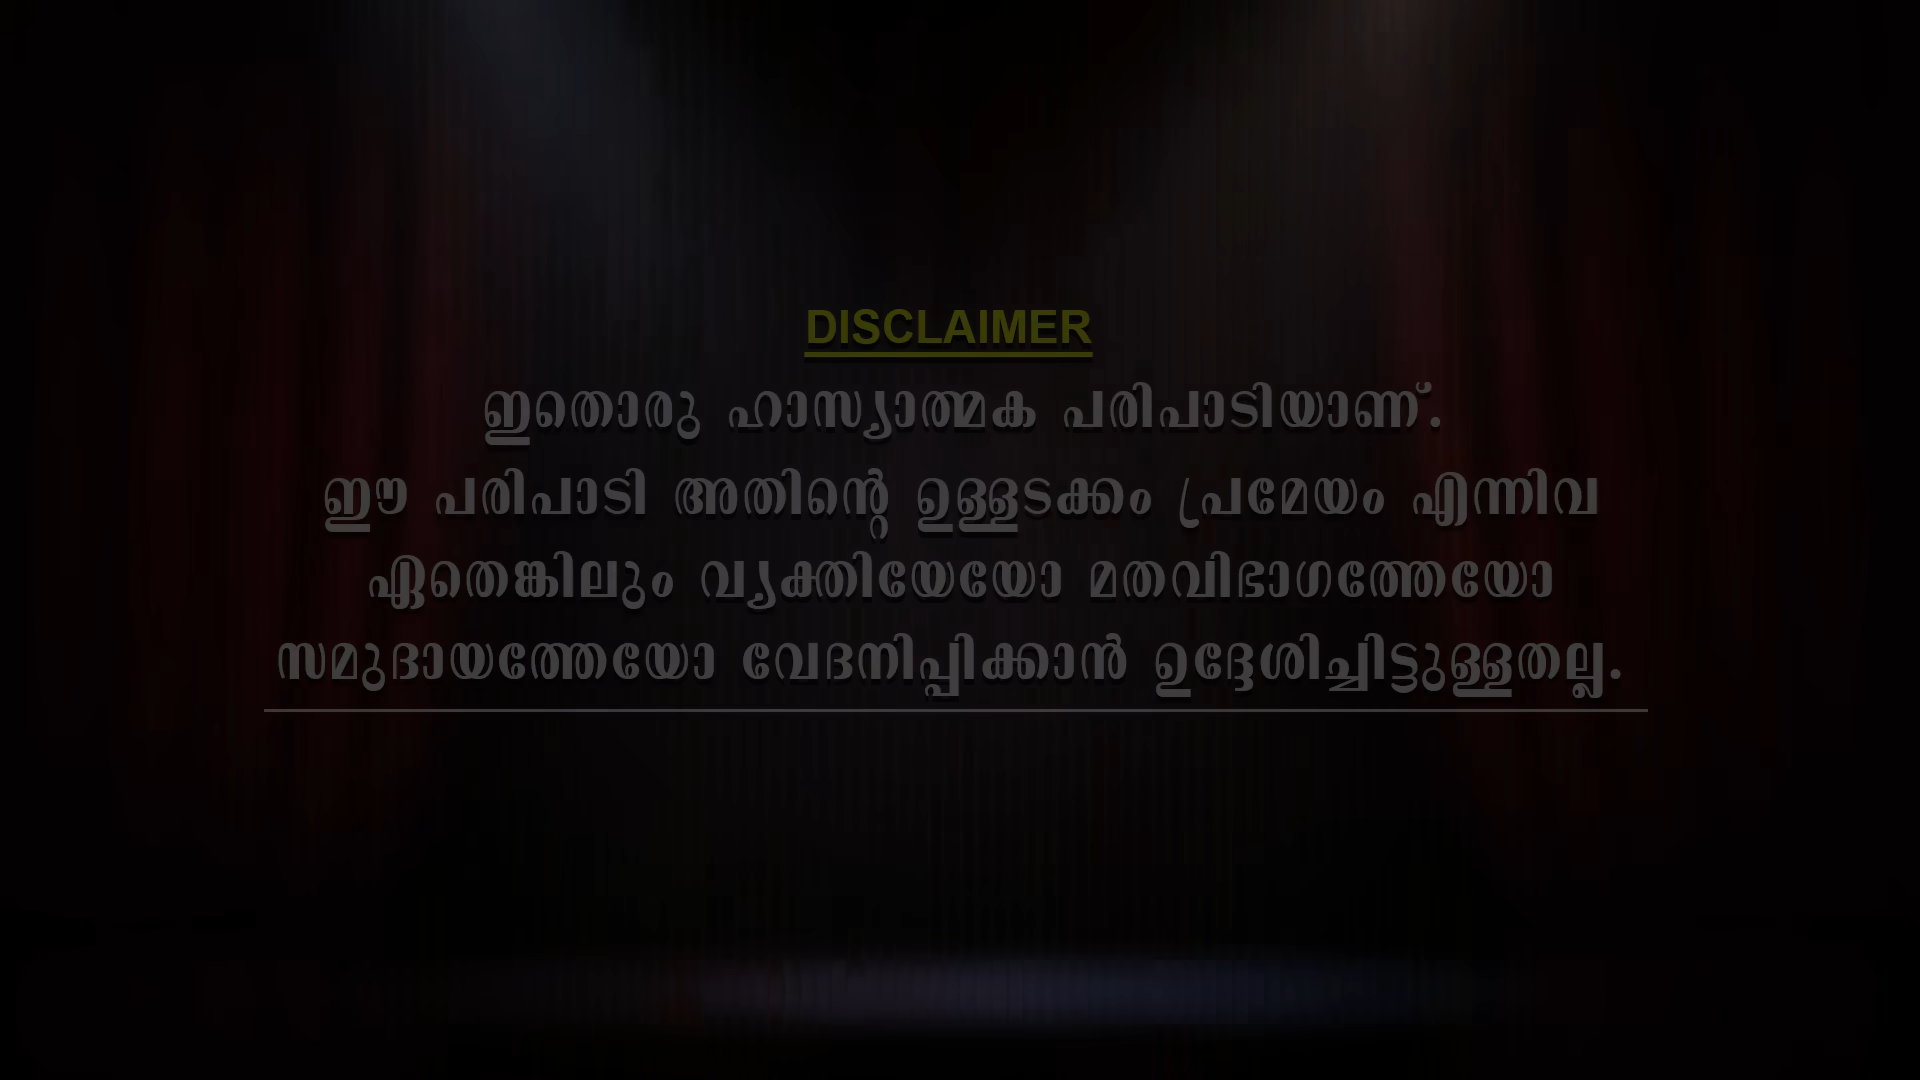 DISCLAIMER
ഇതൊരു ഹാസ്യാത്മക പരിപാടിയാണ്.
ഈ പരിപാടി അതിന്റെ ഉള്ളടക്കം പ്രമേയം എന്നിവ
ഏതെങ്കിലും വ്യക്തിയേയോ മതവിഭാഗത്തേയോ
സമുദായത്തേയോ വേദനിപ്പിക്കാൻ ഉദ്ദേശിച്ചിട്ടുള്ളതല്ല.